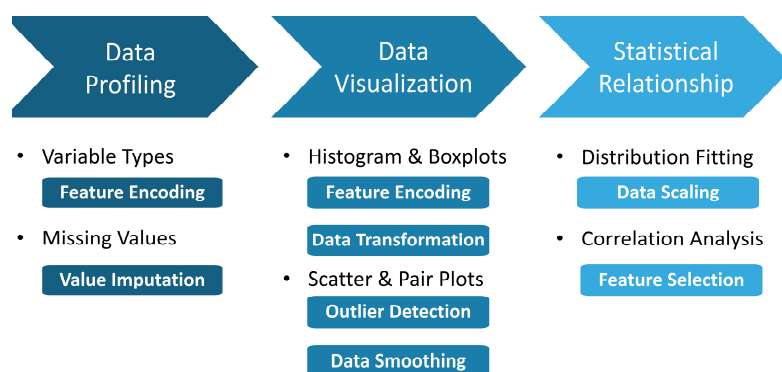 Data
Profiling
• Variable Types
Feature Encoding
• Missing Values
Value Imputation
Data
Visualization
• Histogram & Boxplots
Feature Encoding
Data Transformation
• Scatter & Pair Plots
Outlier Detection
Data Smoothing
Statistical
Relationship
• Distribution Fitting
Data Scaling
• Correlation Analysis
Feature Selection